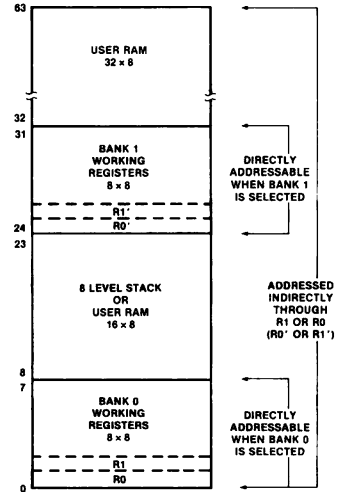 63
USER RAM
32 × 8
32
31
BANK 1
WORKING
REGISTERS
8 × 8
R1′
R0′
24
23
8 LEVEL STACK
OR
USER RAM
16 × 8
8
7
BANK 0
WORKING
REGISTERS
8 × 8
R1
R0
0
DIRECTLY
ADDRESSABLE
WHEN BANK 1
IS SELECTED
ADDRESSED
INDIRECTLY
THROUGH
R1 OR R0
(R0′ OR R1′)
DIRECTLY
ADDRESSABLE
WHEN BANK 0
IS SELECTED